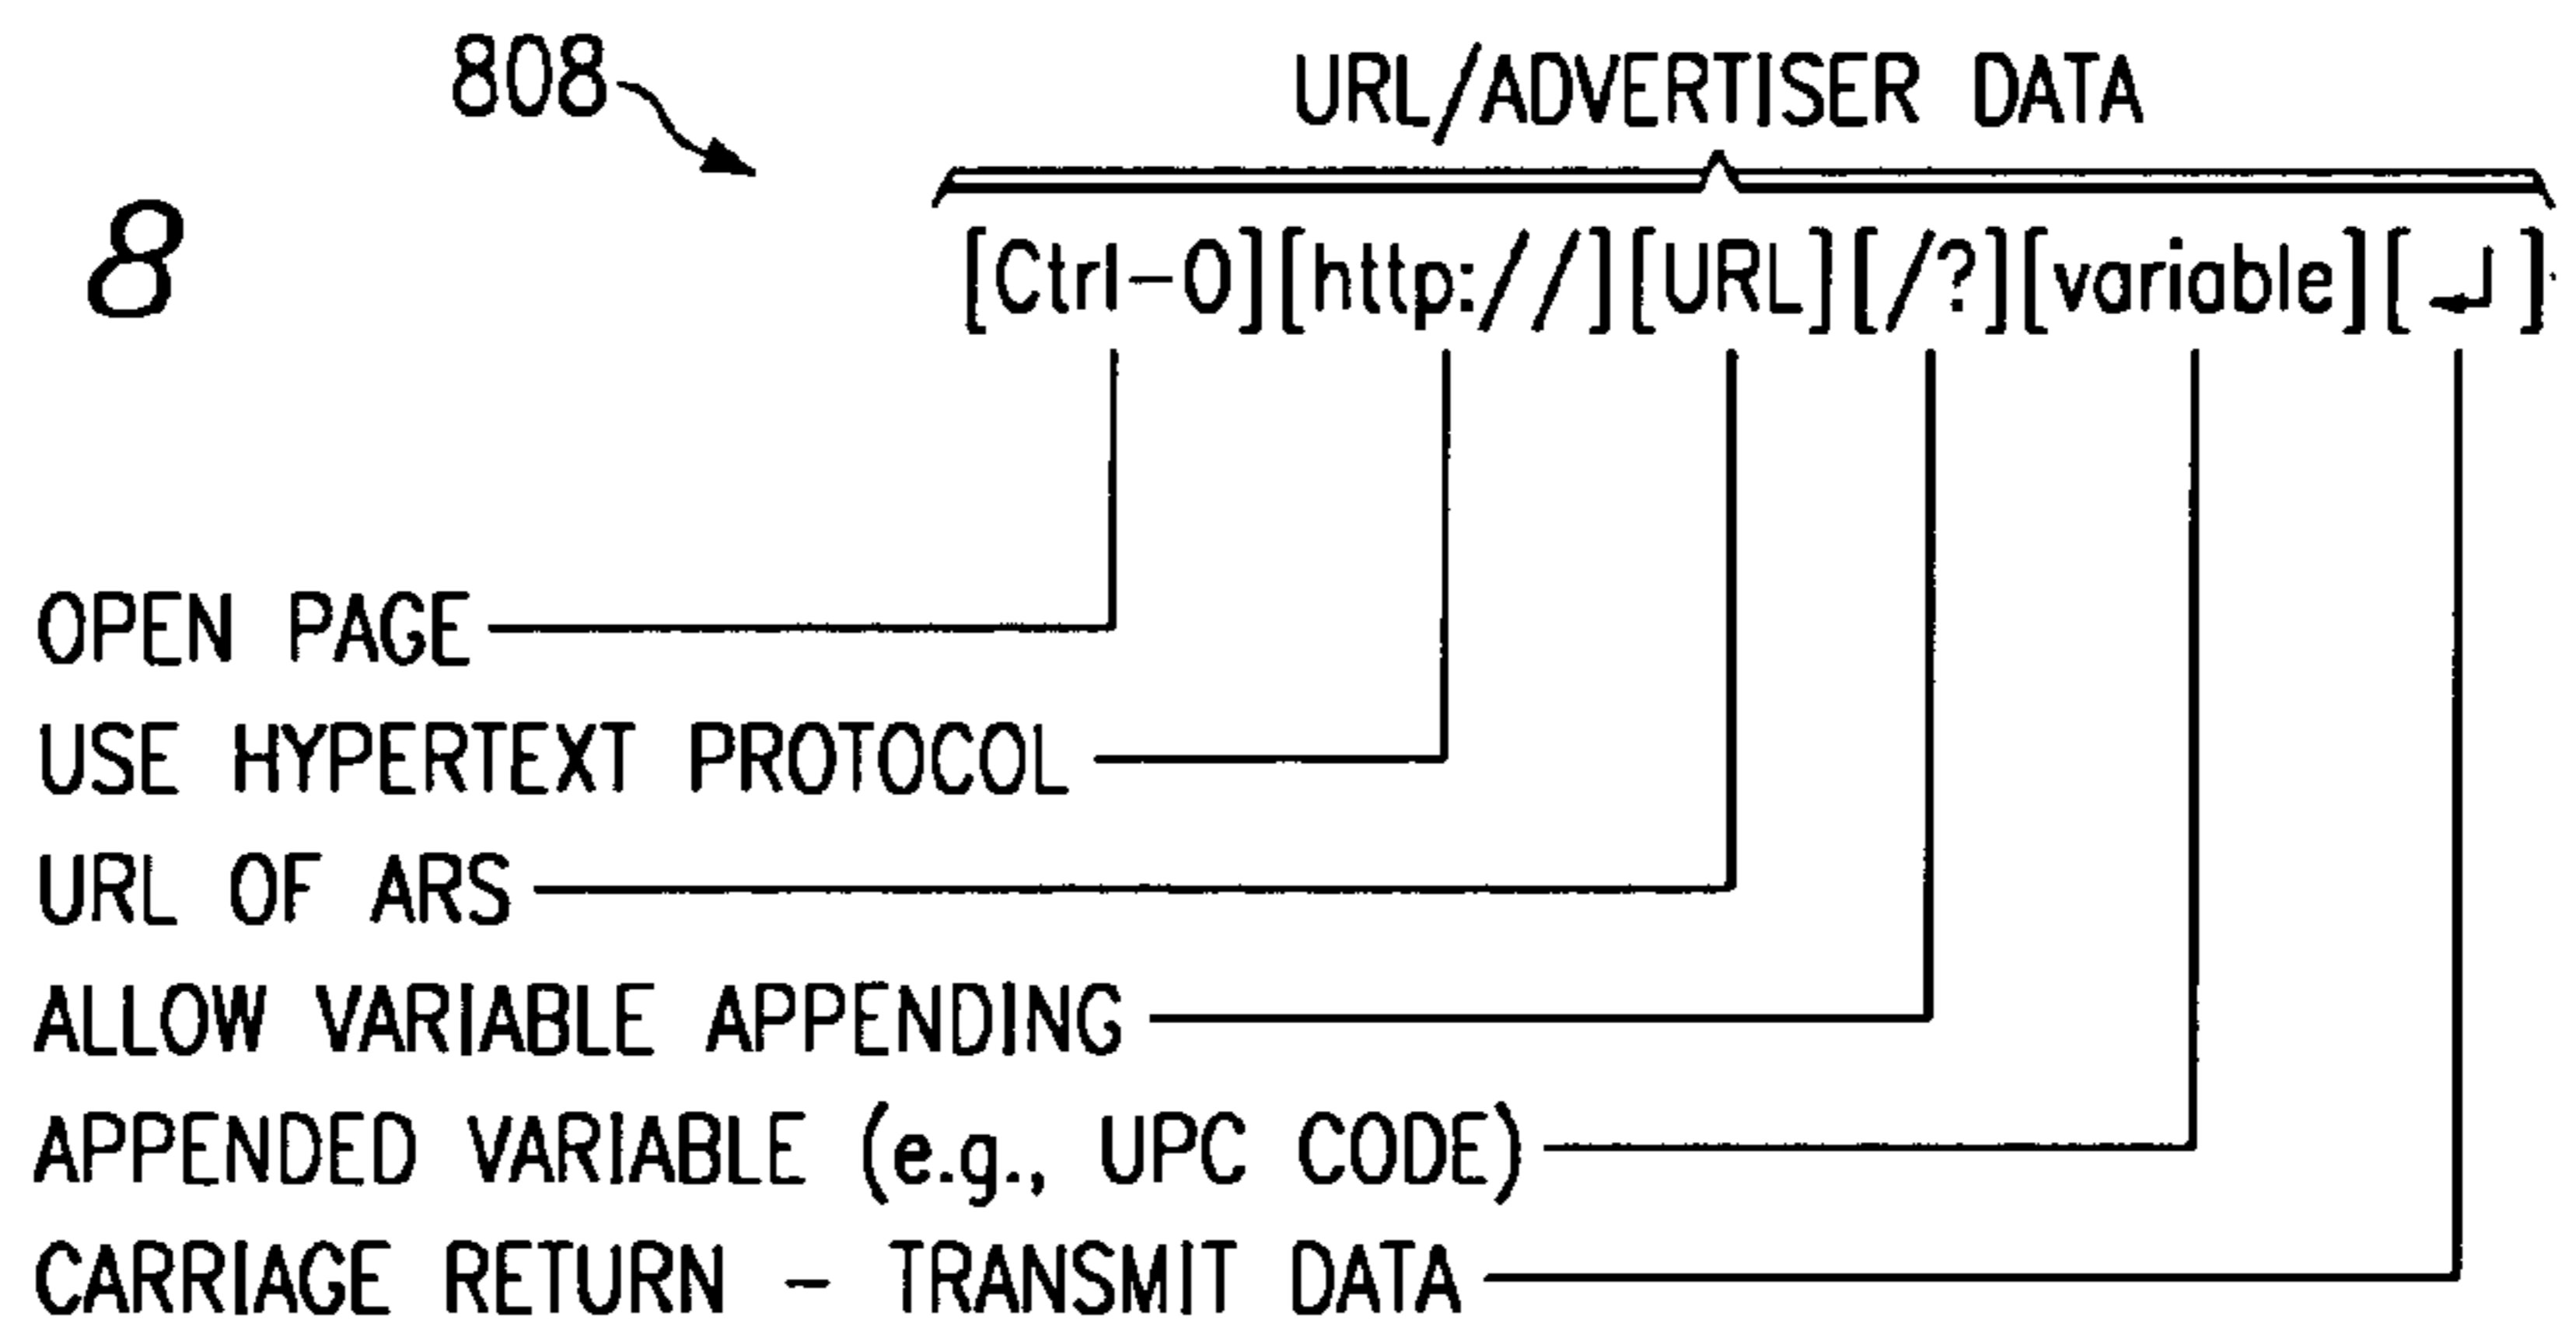 808
URL/ADVERTISER DATA
8
[Ctrl-O][http://][URL][/?][variable][↵]
OPEN PAGE
USE HYPERTEXT PROTOCOL
URL OF ARS
ALLOW VARIABLE APPENDING
APPENDED VARIABLE (e.g., UPC CODE)
CARRIAGE RETURN - TRANSMIT DATA